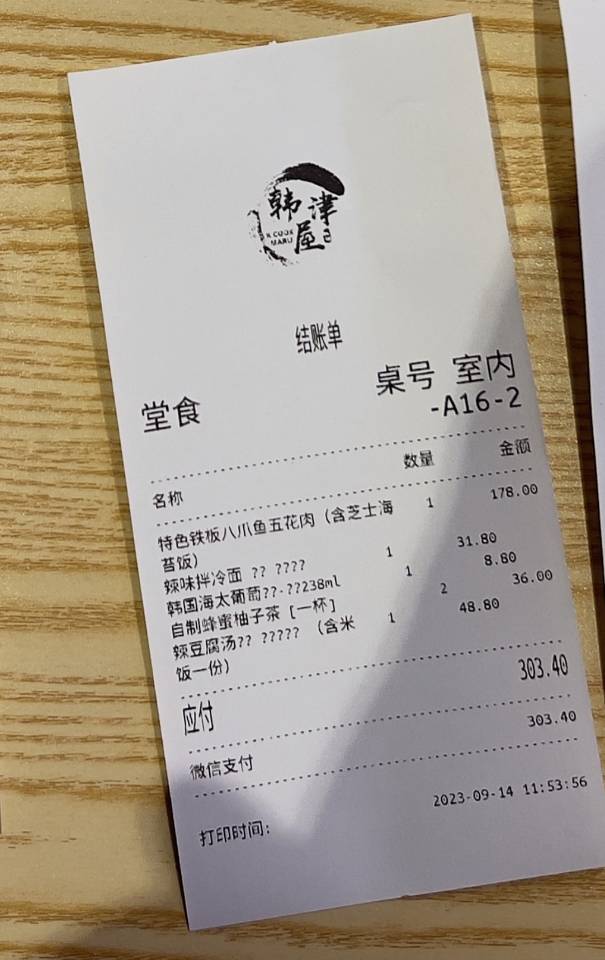 韩津
K COOK
MARU
屋
结账单
堂食
桌号 室内
-A16-2
名称 数量 金额
特色铁板八爪鱼五花肉（含芝士海 1 178.00
苔饭）
辣味拌冷面 ?? ???? 1 31.80
韩国海太葡萄??.??238ml 1 8.80
自制蜂蜜柚子茶 [一杯] 2 36.00
辣豆腐汤?? ????? （含米 1 48.80
饭一份）
应付 303.40
微信支付 303.40
打印时间: 2023-09-14 11:53:56